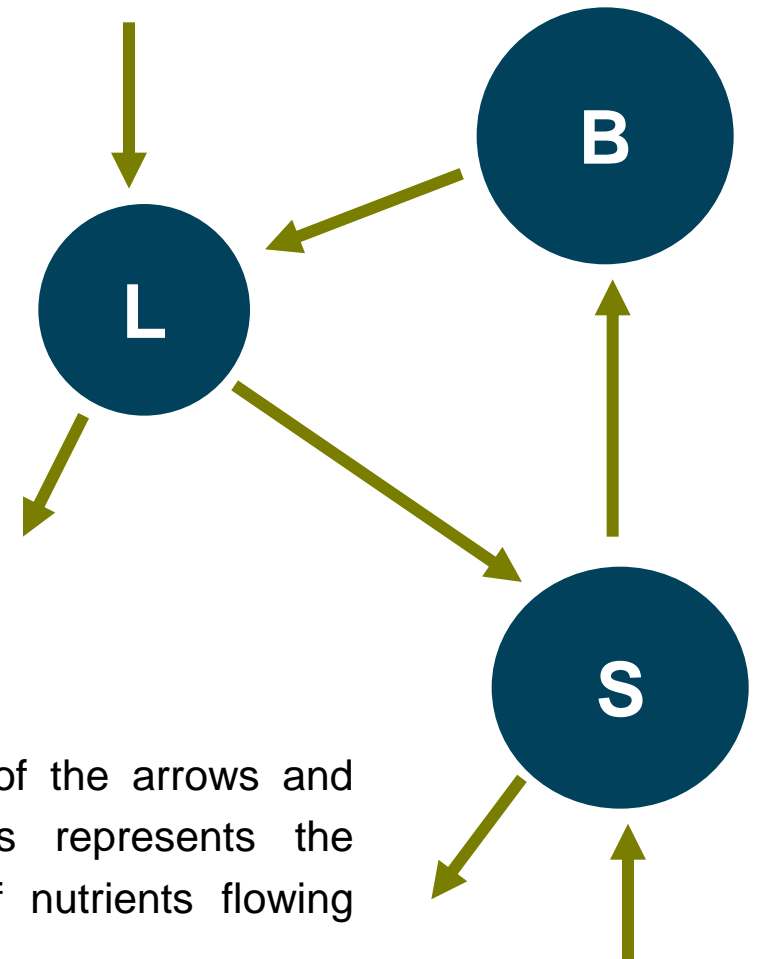 B
L
S
of the arrows and
s represents the
f nutrients flowing